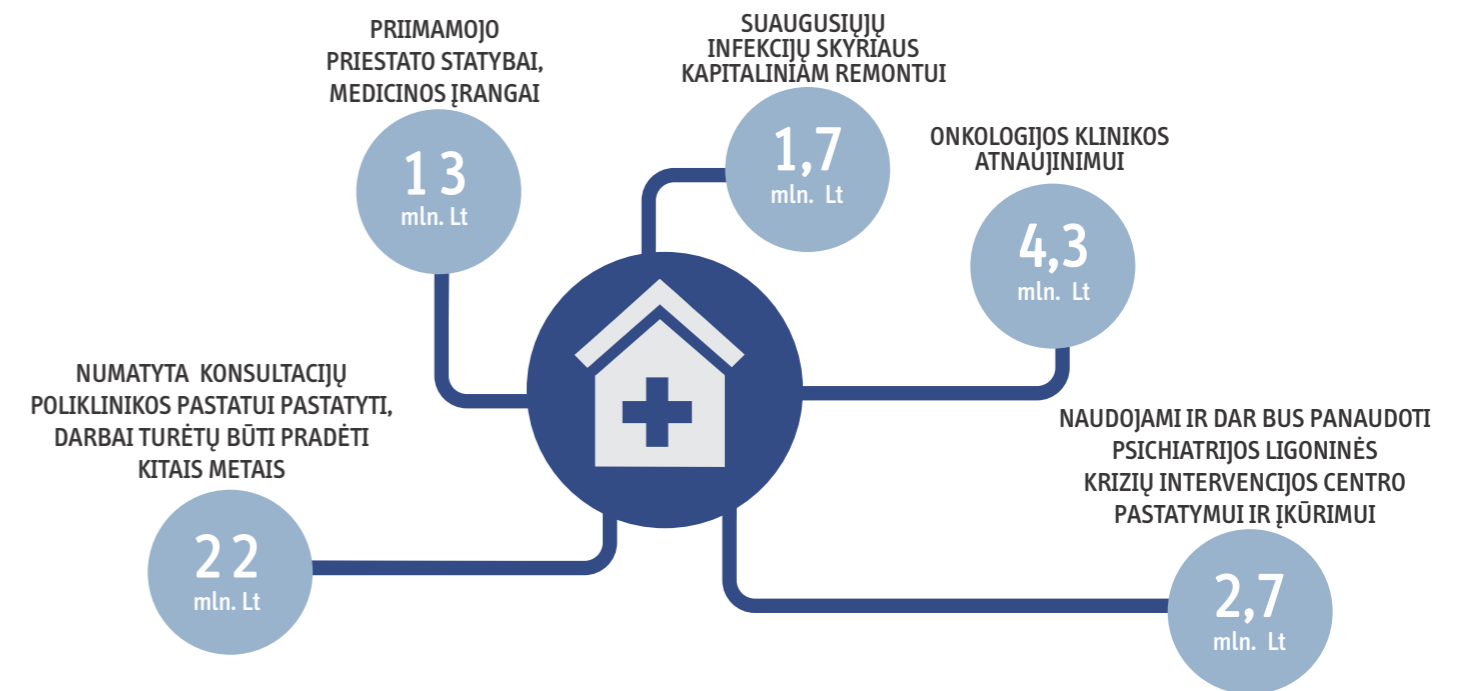 PRIIMAMOJO
PRIESTATO STATYBAI,
MEDICINOS ĮRANGAI
13
mln. Lt
SUAUGUSIŲJŲ
INFEKCIJŲ SKYRIAUS
KAPITALINIAM REMONTUI
1,7
mln. Lt
ONKOLOGIJOS KLINIKOS
ATNAUJINIMUI
4,3
mln. Lt
NUMATYTA KONSULTACIJŲ
POLIKLINIKOS PASTATUI PASTATYTI,
DARBAI TURĖTŲ BŪTI PRADĖTI
KITAIS METAIS
22
mln. Lt
NAUDOJAMI IR DAR BUS PANAUDOTI
PSICHIATRIJOS LIGONINĖS
KRIZIŲ INTERVENCIJOS CENTRO
PASTATYMUI IR ĮKŪRIMUI
2,7
mln. Lt